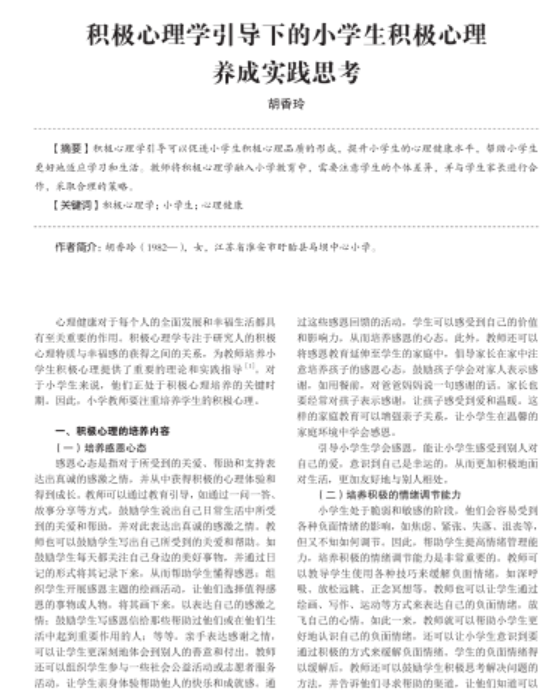 积极心理学引导下的小学生积极心理
养成实践思考
胡香玲
【摘要】积极心理学引导可以促进小学生积极心理品质的形成，提升小学生的心理健康水平，帮助小学生
更好地适应学习和生活。教师将积极心理学融入小学教育中，需要注意学生的个体差异，并与学生家长进行合
作，采取合理的策略。
【关键词】积极心理学；小学生；心理健康
作者简介：胡香玲（1982—），女，江苏省淮安市盱眙县马坝中心小学。
心理健康对于每个人的全面发展和幸福生活都具
有至关重要的作用。积极心理学专注于研究人的积极
心理特质与幸福感的获得之间的关系，为教师培养小
学生积极心理提供了重要的理论和实践指导[1]。对
于小学生来说，他们正处于积极心理培养的关键时
期。因此，小学教师要注重培养学生的积极心理。
一、积极心理的培养内容
（一）培养感恩心态
感恩心态是指对于所受到的关爱、帮助和支持表
达出真诚的感激之情，并从中获得积极的心理体验和
得到成长。教师可以通过教育引导，如通过一问一答、
故事分享等方式，鼓励学生说出自己日常生活中所受
到的关爱和帮助，并对此表达出真诚的感激之情。教
师也可以鼓励学生写出自己所受到的关爱和帮助。如
鼓励学生每天都关注自己身边的美好事物，并通过日
记的形式将其记录下来，从而帮助学生懂得感恩；组
织学生开展感恩主题的绘画活动，让他们选择值得感
恩的事物或人物，将其画下来，以表达自己的感激之
情；鼓励学生写感恩信给那些帮助过他们或在他们生
活中起到重要作用的人；等等。亲手表达感谢之情，
可以让学生更深刻地体会到别人的善意和付出。教师
还可以组织学生参与一些社会公益活动或志愿者服务
活动，让学生亲身体验帮助他人的快乐和成就感。通
过这些感恩回馈的活动，学生可以感受到自己的价值
和影响力，从而培养感恩的心态。此外，教师还可以
将感恩教育延伸至学生的家庭中，倡导家长在家中注
意培养孩子的感恩心态，鼓励孩子学会对家人表示感
谢，如用餐前，对爸爸妈妈说一句感谢的话。家长也
要经常对孩子表示感谢，让孩子感受到爱和温暖。这
样的家庭教育可以增强亲子关系，让小学生在温馨的
家庭环境中学会感恩。
引导小学生学会感恩，能让小学生感受到别人对
自己的爱，意识到自己是幸运的，从而更加积极地面
对生活，更加友好地与别人相处。
（二）培养积极的情绪调节能力
小学生处于脆弱和敏感的阶段，他们会容易受到
各种负面情绪的影响，如焦虑、紧张、失落、沮丧等，
但又不知如何调节。因此，帮助学生提高情绪管理能
力，培养积极的情绪调节能力是非常重要的。教师可
以教导学生使用各种技巧来缓解负面情绪，如深呼
吸、放松远眺、正念冥想等。教师也可以让学生通过
绘画、写作、运动等方式来表达自己的负面情绪，放
飞自己的心情。如此一来，教师就可以帮助小学生更
好地认识自己的负面情绪，还可以让小学生意识到要
通过积极的方式来缓解负面情绪。学生的负面情绪得
以缓解后，教师还可以鼓励学生积极思考解决问题的
方法，并告诉他们寻求帮助的渠道，让他们知道可以